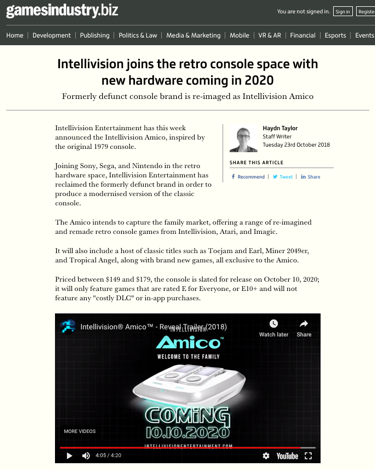 gamesindustry.biz
You are not signed in. Sign in Register
Home | Development | Publishing | Politics & Law | Media & Marketing | Mobile | VR & AR | Financial | Esports | Events
Intellivision joins the retro console space with
new hardware coming in 2020
Formerly defunct console brand is re-imaged as Intellivision Amico
Intellivision Entertainment has this week
announced the Intellivision Amico, inspired by
the original 1979 console.
Haydn Taylor
Staff Writer
Tuesday 23rd October 2018
SHARE THIS ARTICLE
Recommend | Tweet | Share
Joining Sony, Sega, and Nintendo in the retro
hardware space, Intellivision Entertainment has
reclaimed the formerly defunct brand in order to
produce a modernised version of the classic
console.
The Amico intends to capture the family market, offering a range of re-imagined
and remade retro console games from Intellivision, Atari, and Imagic.
It will also include a host of classic titles such as Toejam and Earl, Miner 2049er,
and Tropical Angel, along with brand new games, all exclusive to the Amico.
Priced between $149 and $179, the console is slated for release on October 10, 2020;
it will only feature games that are rated E for Everyone, or E10+ and will not
feature any "costly DLC" or in-app purchases.
Intellivision® Amico™ - Reveal Trailer (2018)
Watch later Share
INTELLIVISION
Amico
WELCOME TO THE FAMILY
COMING
10.10.2020
INTELLIVISIONENTERTAINMENT.COM
MORE VIDEOS
4:05 / 4:20
YouTube